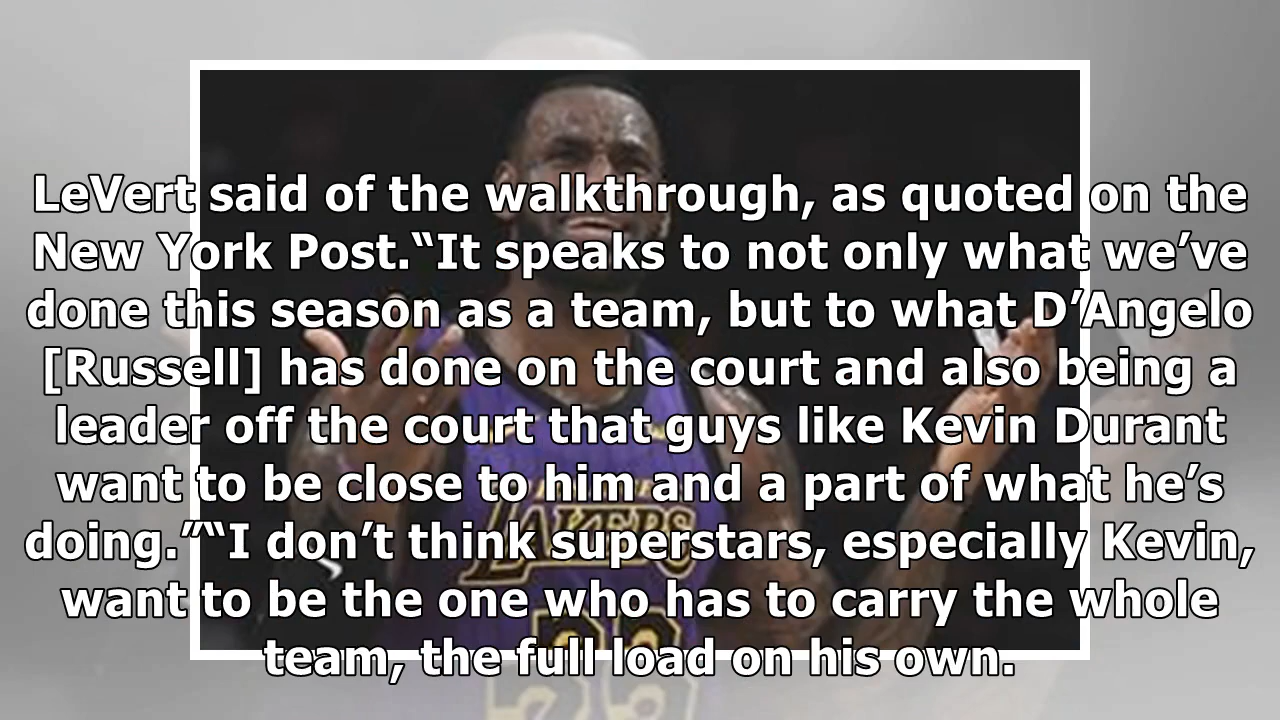 LeVert said of the walkthrough, as quoted on the
New York Post.“It speaks to not only what we’ve
done this season as a team, but to what D’Angelo
[Russell] has done on the court and also being a
leader off the court that guys like Kevin Durant
want to be close to him and a part of what he’s
doing.”“I don’t think superstars, especially Kevin,
want to be the one who has to carry the whole
team, the full load on his own.
LAKERS
23